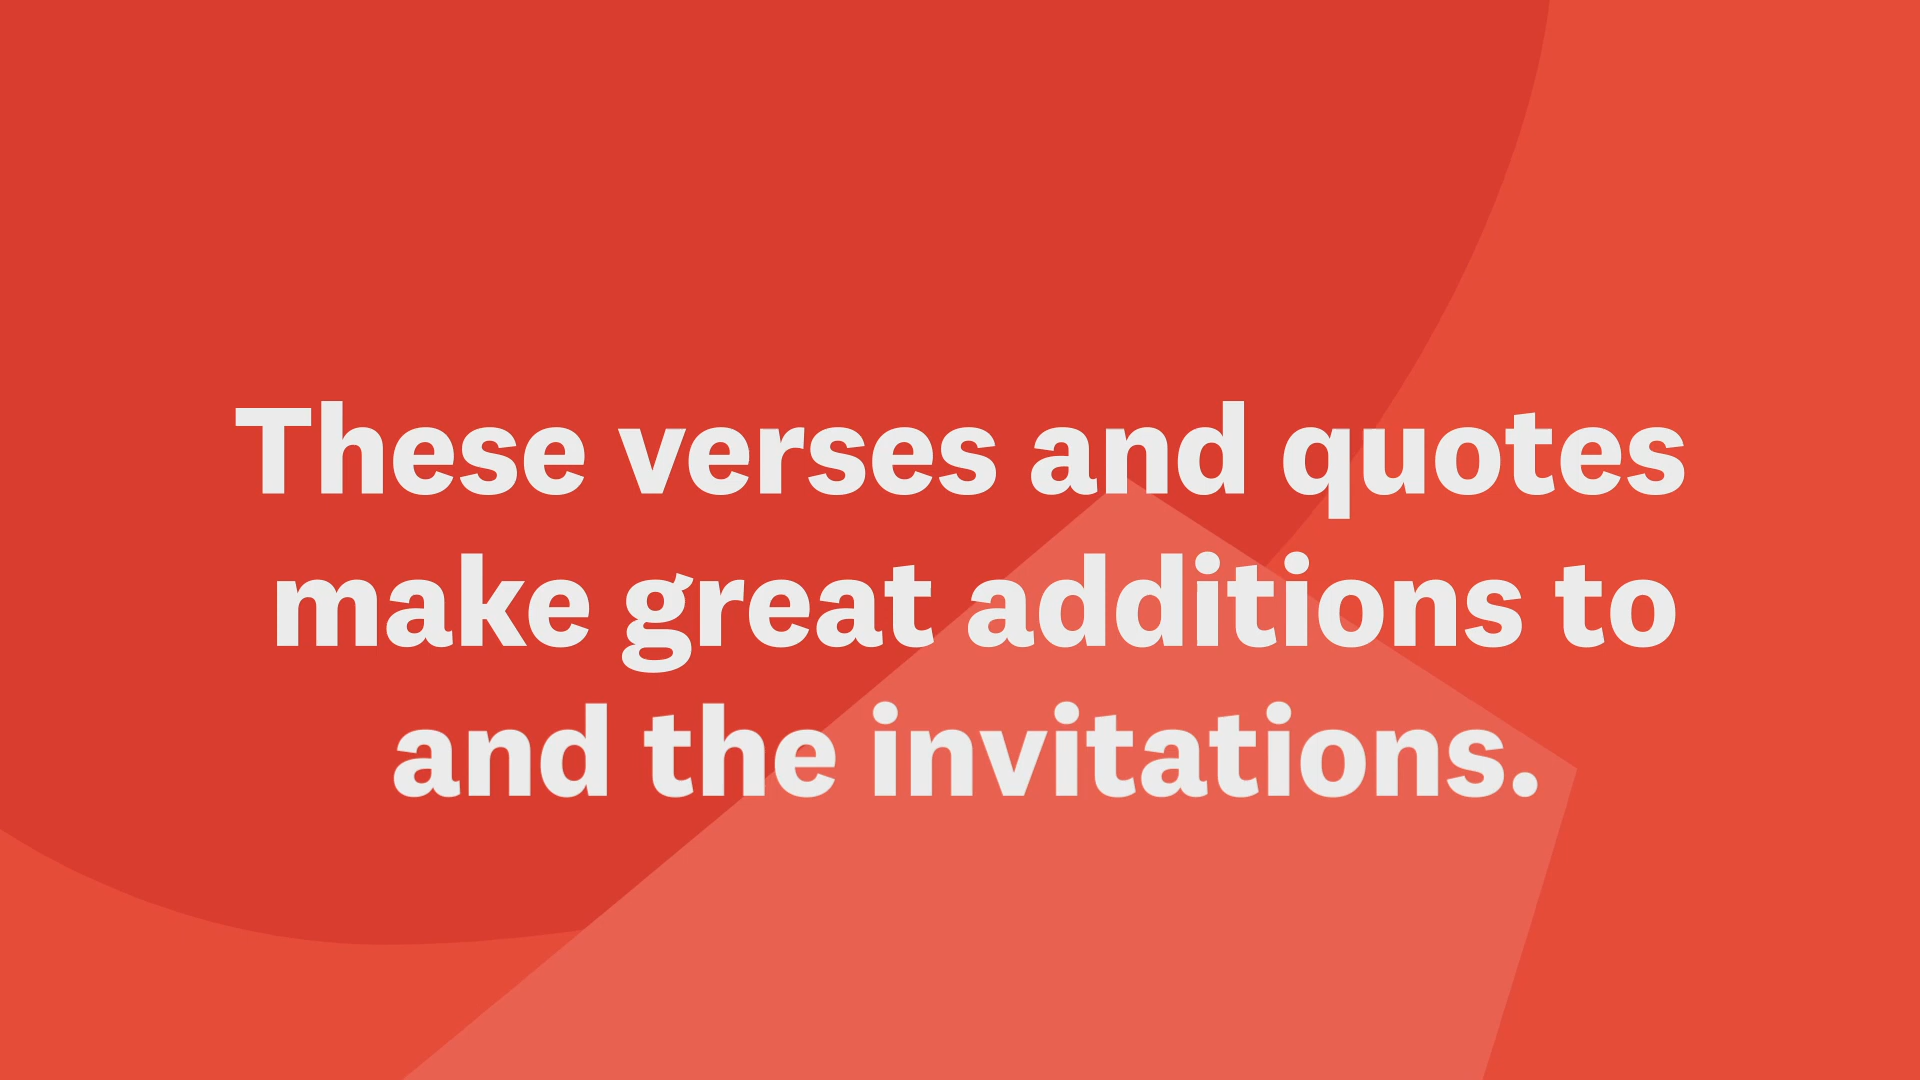 These verses and quotes
make great additions to
and the invitations.